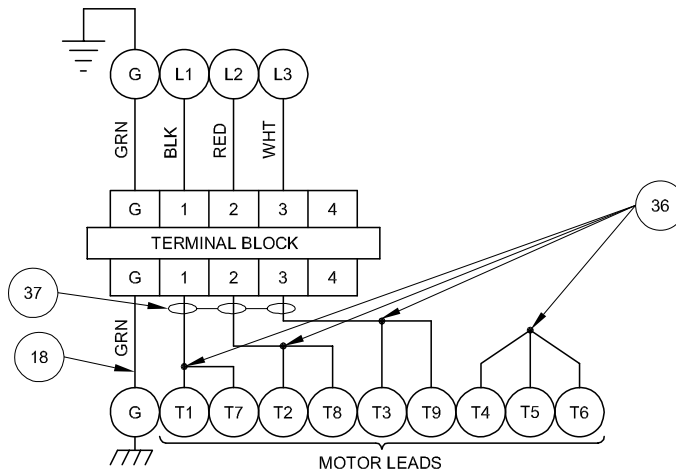 G L1 L2 L3
GRN BLK RED WHT
G 1 2 3 4
36
TERMINAL BLOCK
G 1 2 3 4
37
GRN
18
G T1 T7 T2 T8 T3 T9 T4 T5 T6
MOTOR LEADS